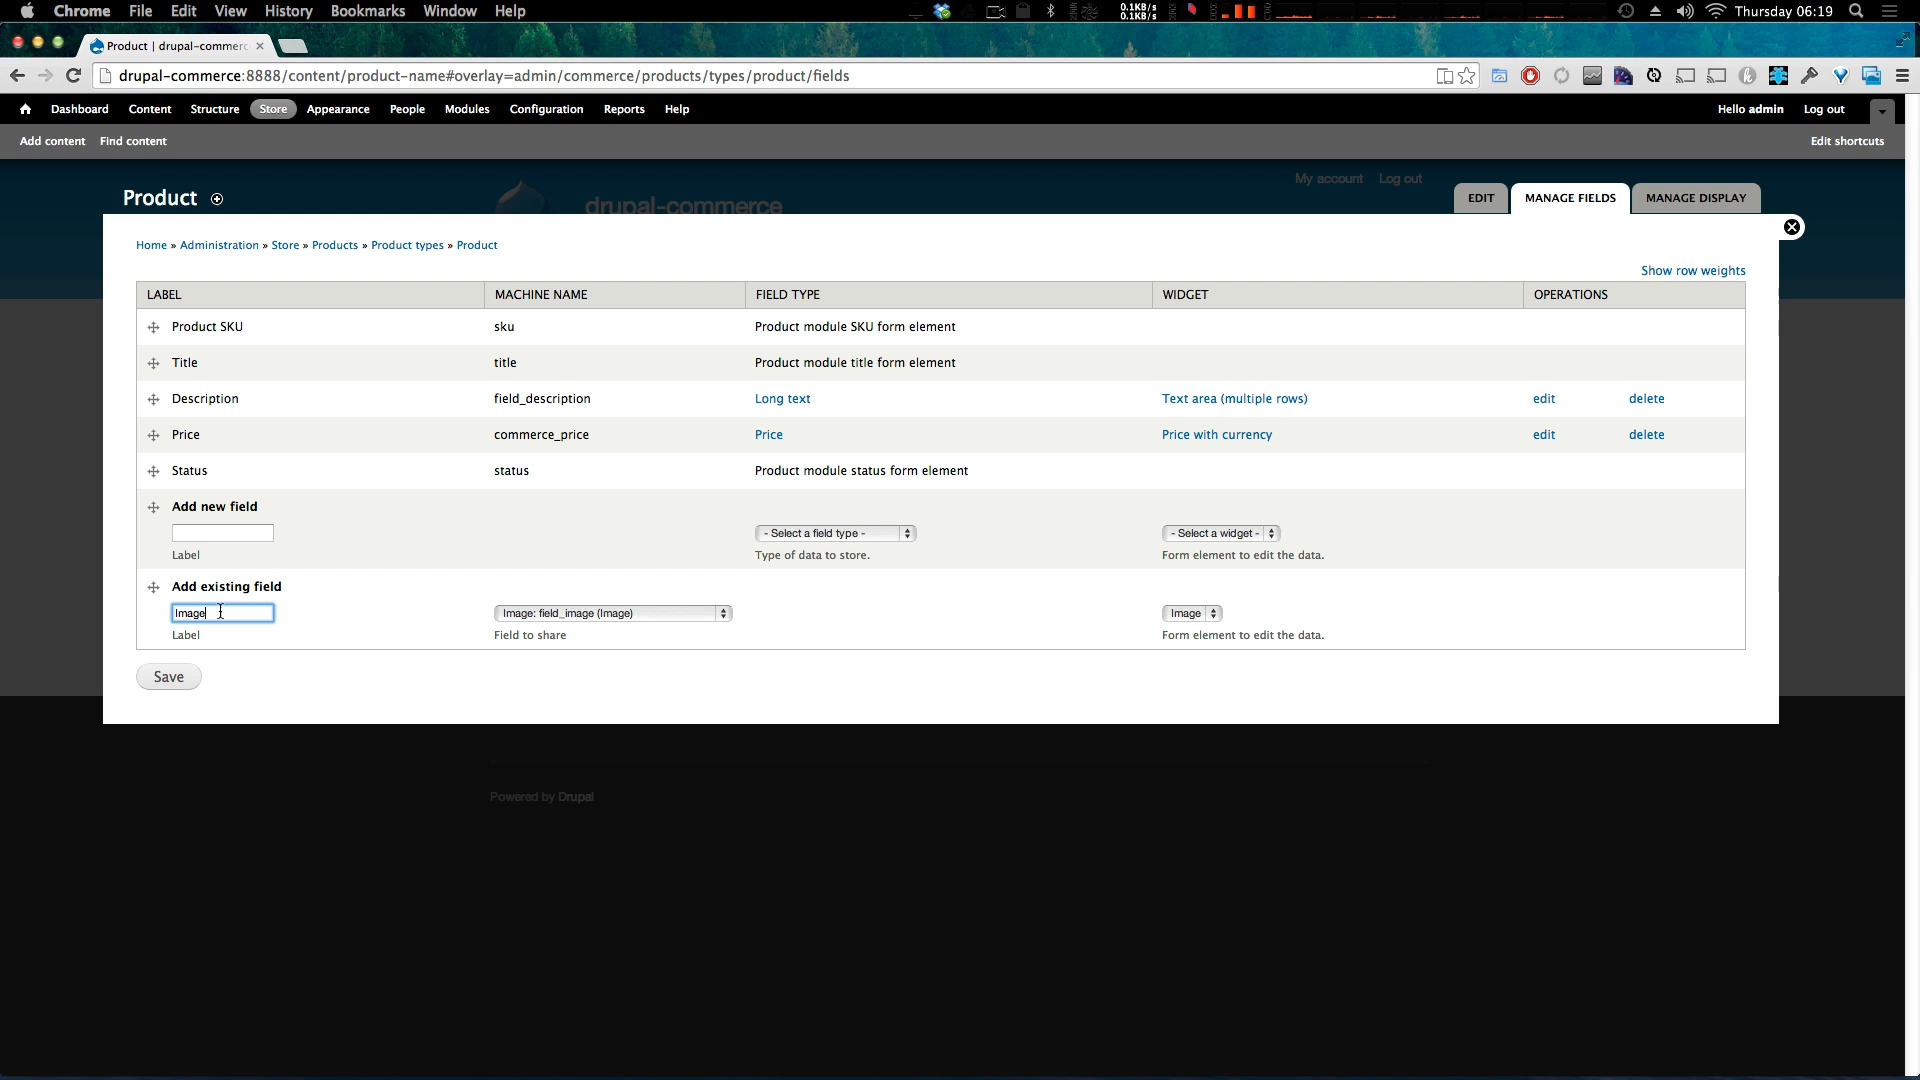 Chrome File Edit View History Bookmarks Window Help 0.1KB/s 0.1KB/s Thursday 06:19
Product | drupal-commerc
drupal-commerce:8888/content/product-name#overlay=admin/commerce/products/types/product/fields
Dashboard Content Structure Store Appearance People Modules Configuration Reports Help Hello admin Log out
Add content Find content Edit shortcuts
My account Log out
Product EDIT MANAGE FIELDS MANAGE DISPLAY
drupal-commerce
Home » Administration » Store » Products » Product types » Product
Show row weights
LABEL MACHINE NAME FIELD TYPE WIDGET OPERATIONS
Product SKU sku Product module SKU form element
Title title Product module title form element
Description field_description Long text Text area (multiple rows) edit delete
Price commerce_price Price Price with currency edit delete
Status status Product module status form element
Add new field
- Select a field type - - Select a widget -
Label Type of data to store. Form element to edit the data.
Add existing field
Image Image: field_image (Image) Image
Label Field to share Form element to edit the data.
Save
Powered by Drupal